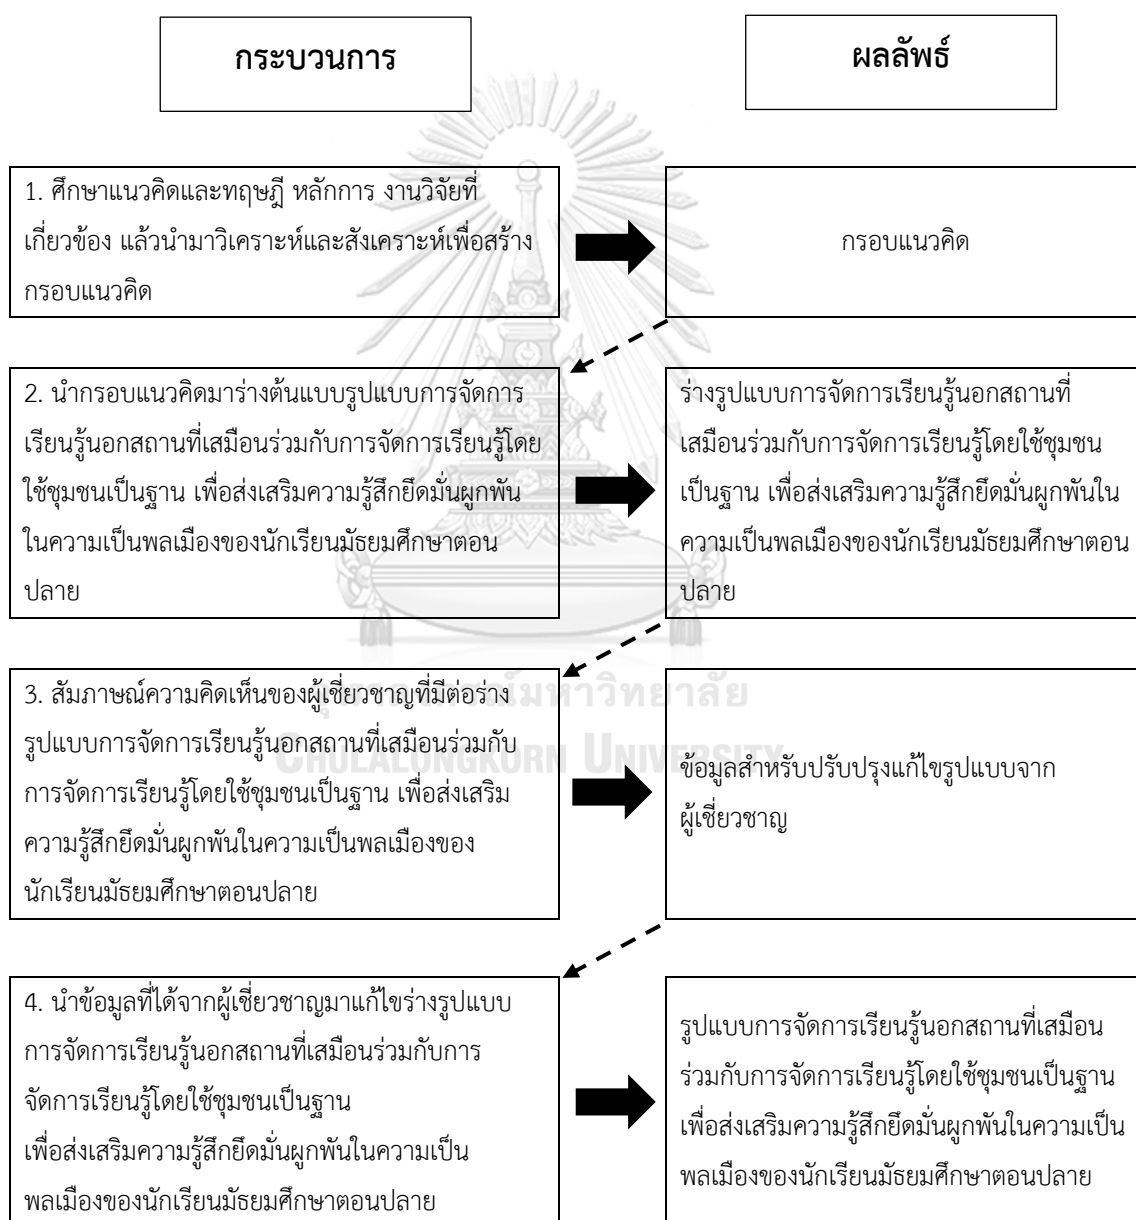 กระบวนการ
ผลลัพธ์
1. ศึกษาแนวคิดและทฤษฎี หลักการ งานวิจัยที่
เกี่ยวข้อง แล้วนำมาวิเคราะห์และสังเคราะห์เพื่อสร้าง
กรอบแนวคิด
กรอบแนวคิด
2. นำกรอบแนวคิดมาร่างต้นแบบรูปแบบการจัดการ
เรียนรู้นอกสถานที่เสมือนร่วมกับการจัดการเรียนรู้โดย
ใช้ชุมชนเป็นฐาน เพื่อส่งเสริมความรู้สึกยึดมั่นผูกพัน
ในความเป็นพลเมืองของนักเรียนมัธยมศึกษาตอน
ปลาย
ร่างรูปแบบการจัดการเรียนรู้นอกสถานที่
เสมือนร่วมกับการจัดการเรียนรู้โดยใช้ชุมชน
เป็นฐาน เพื่อส่งเสริมความรู้สึกยึดมั่นผูกพันใน
ความเป็นพลเมืองของนักเรียนมัธยมศึกษาตอน
ปลาย
3. สัมภาษณ์ความคิดเห็นของผู้เชี่ยวชาญที่มีต่อร่าง
รูปแบบการจัดการเรียนรู้นอกสถานที่เสมือนร่วมกับ
การจัดการเรียนรู้โดยใช้ชุมชนเป็นฐาน เพื่อส่งเสริม
ความรู้สึกยึดมั่นผูกพันในความเป็นพลเมืองของ
นักเรียนมัธยมศึกษาตอนปลาย
ข้อมูลสำหรับปรับปรุงแก้ไขรูปแบบจาก
ผู้เชี่ยวชาญ
จุฬาลงกรณ์มหาวิทยาลัย
CHULALONGKORN UNIVERSITY
4. นำข้อมูลที่ได้จากผู้เชี่ยวชาญมาแก้ไขร่างรูปแบบ
การจัดการเรียนรู้นอกสถานที่เสมือนร่วมกับการ
จัดการเรียนรู้โดยใช้ชุมชนเป็นฐาน
เพื่อส่งเสริมความรู้สึกยึดมั่นผูกพันในความเป็น
พลเมืองของนักเรียนมัธยมศึกษาตอนปลาย
รูปแบบการจัดการเรียนรู้นอกสถานที่เสมือน
ร่วมกับการจัดการเรียนรู้โดยใช้ชุมชนเป็นฐาน
เพื่อส่งเสริมความรู้สึกยึดมั่นผูกพันในความเป็น
พลเมืองของนักเรียนมัธยมศึกษาตอนปลาย